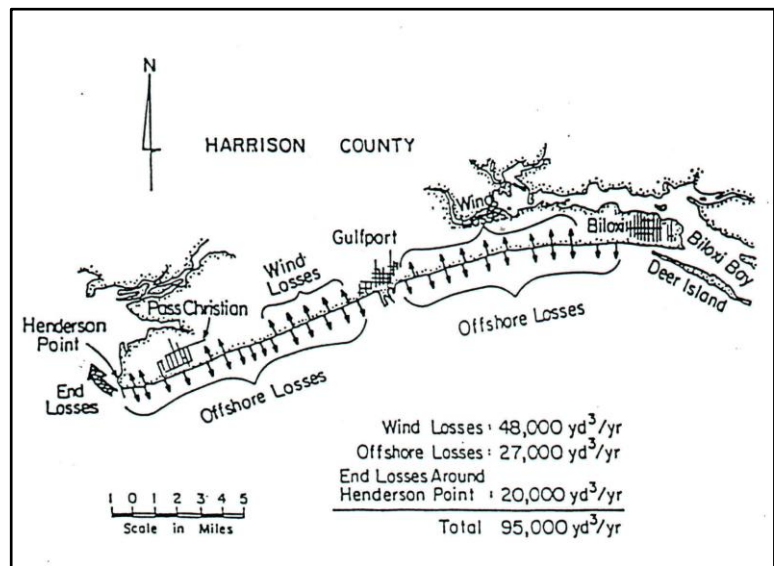 N
HARRISON COUNTY
Wind
Loss
Biloxi
Biloxi Bay
Deer Island
Gulfport
Wind
Losses
Offshore Losses
Pass Christian
Henderson
Point
End
Losses
Offshore Losses
Wind Losses: 48,000 yd³/yr
Offshore Losses: 27,000 yd³/yr
End Losses Around
Henderson Point: 20,000 yd³/yr
Total 95,000 yd³/yr
1 0 1 2 3 4 5
Scale in Miles